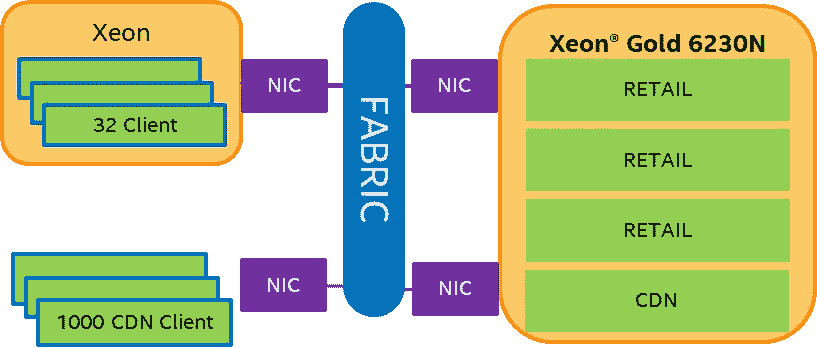 Xeon
32 Client
NIC
FABRIC
NIC
Xeon® Gold 6230N
RETAIL
RETAIL
RETAIL
CDN
1000 CDN Client
NIC
NIC